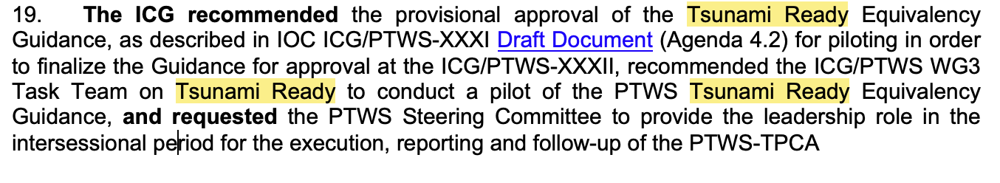 19. The ICG recommended the provisional approval of the Tsunami Ready Equivalency
Guidance, as described in IOC ICG/PTWS-XXXI Draft Document (Agenda 4.2) for piloting in order
to finalize the Guidance for approval at the ICG/PTWS-XXXII, recommended the ICG/PTWS WG3
Task Team on Tsunami Ready to conduct a pilot of the PTWS Tsunami Ready Equivalency
Guidance, and requested the PTWS Steering Committee to provide the leadership role in the
intersessional period for the execution, reporting and follow-up of the PTWS-TPCA